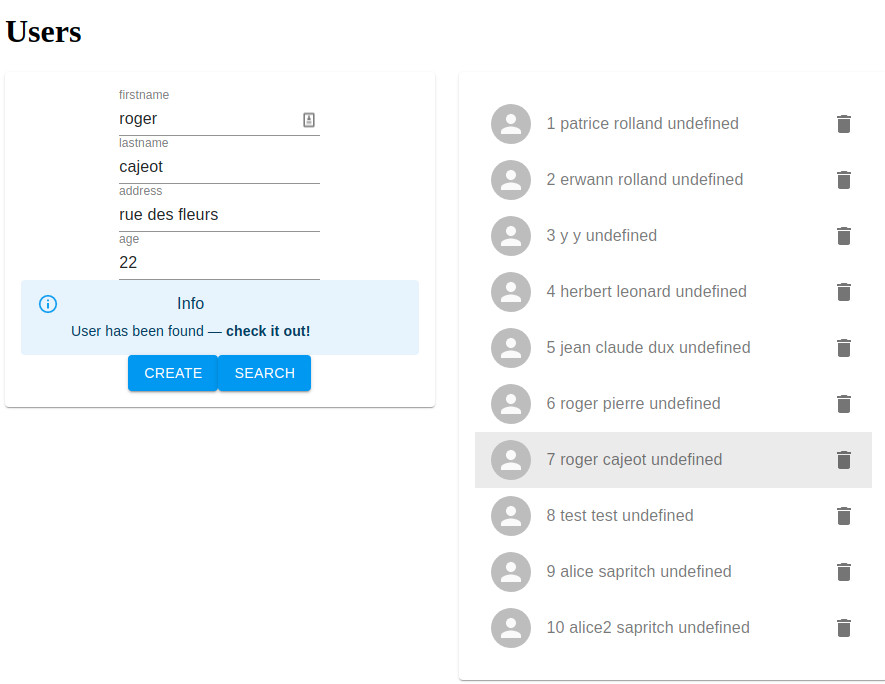 Users
firstname
roger
lastname
cajeot
address
rue des fleurs
age
22
Info
User has been found — check it out!
CREATE SEARCH
1 patrice rolland undefined
2 erwann rolland undefined
3 y y undefined
4 herbert leonard undefined
5 jean claude dux undefined
6 roger pierre undefined
7 roger cajeot undefined
8 test test undefined
9 alice sapritch undefined
10 alice2 sapritch undefined